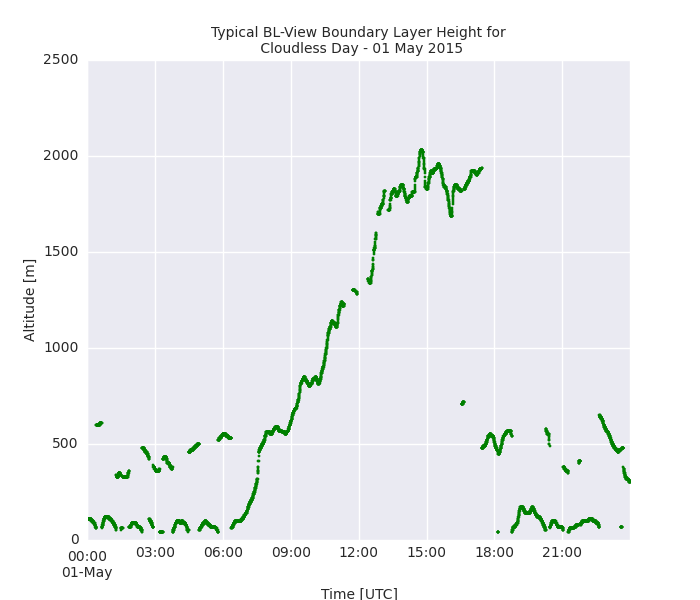 Typical BL-View Boundary Layer Height for
Cloudless Day - 01 May 2015
2500
2000
1500
1000
500
0
Altitude [m]
00:00 03:00 06:00 09:00 12:00 15:00 18:00 21:00
01-May
Time [UTC]